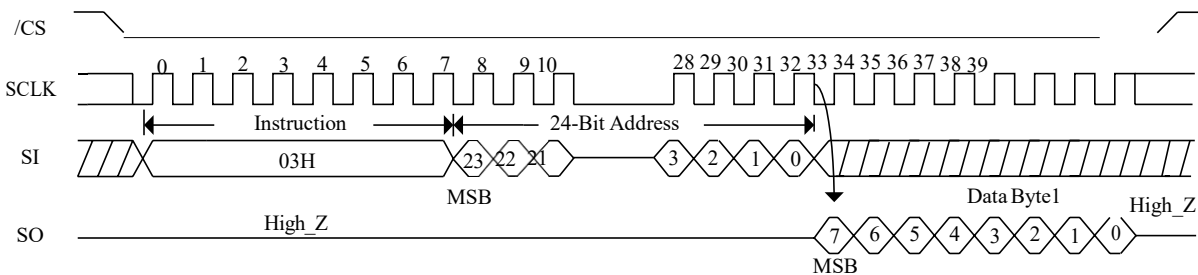 /CS
0 1 2 3 4 5 6 7 8 9 10 28 29 30 31 32 33 34 35 36 37 38 39
SCLK
Instruction 24-Bit Address
SI 03H 23 22 21 3 2 1 0
MSB Data Byte1 High_Z
High_Z
SO 7 6 5 4 3 2 1 0
MSB